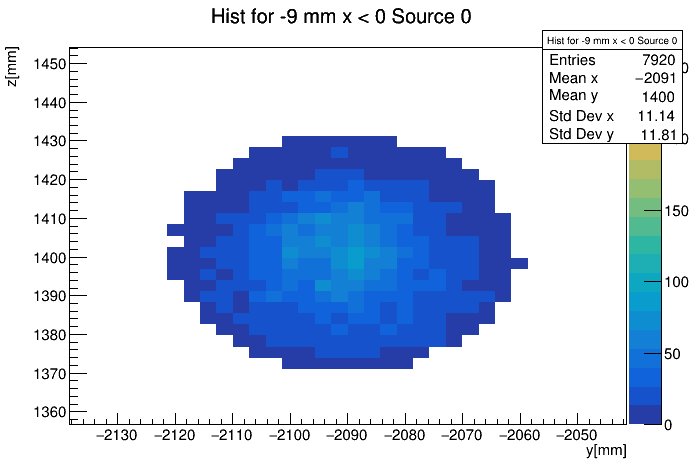 Hist for -9 mm x < 0 Source 0
Hist for -9 mm x < 0 Source 0
Entries 7920
Mean x −2091
Mean y 1400
Std Dev x 11.14
Std Dev y 11.81
z[mm]
1450
1440
1430
1420
1410
1400
1390
1380
1370
1360
−2130 −2120 −2110 −2100 −2090 −2080 −2070 −2060 −2050
y[mm]
150
100
50
0